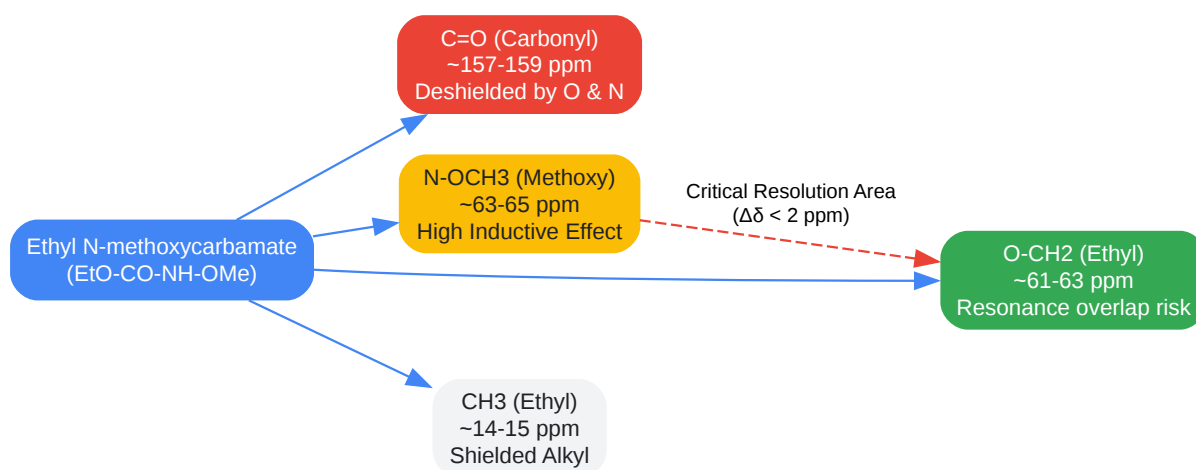 C=O (Carbonyl)
~157-159 ppm
Deshielded by O & N
N-OCH3 (Methoxy)
~63-65 ppm
High Inductive Effect
Critical Resolution Area
(Δδ < 2 ppm)
Ethyl N-methoxycarbamate
(EtO-CO-NH-OMe)
O-CH2 (Ethyl)
~61-63 ppm
Resonance overlap risk
CH3 (Ethyl)
~14-15 ppm
Shielded Alkyl